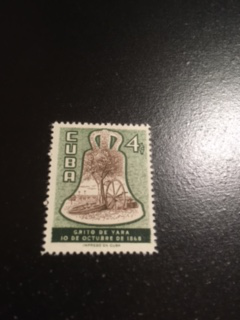 CUBA
4¢
GRITO DE YARA
10 DE OCTUBRE DE 1868